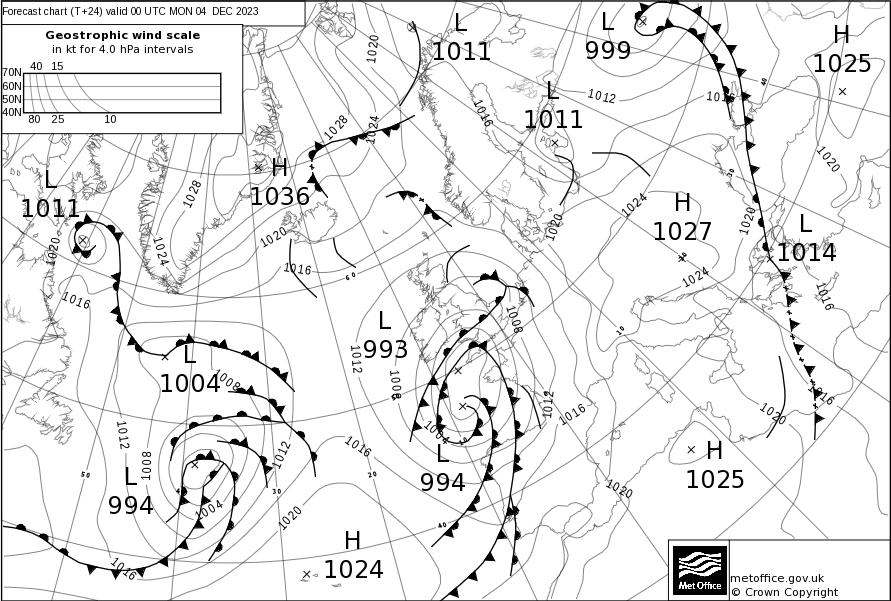 Forecast chart (T+24) valid 00 UTC MON 04 DEC 2023
Geostrophic wind scale
in kt for 4.0 hPa intervals
40 15
70N
60N
50N
40N
80 25 10
L
1011
L
999
H
1025
L
1011
H
1036
L
1011
H
1027
L
1014
L
993
L
1004
L
994
L
994
H
1025
H
1024
1020
1028
1024
1016
1012
1016
1020
1028
1024
1020
1016
1020
1016
1024
1020
1020
1024
1016
60
40
30
10
1008
1012
1008
1012
1016
1016
1020
1008
1012
1008
1012
1016
1004
1004
1020
1020
1016
50
30
20
40
metoffice.gov.uk
© Crown Copyright
Met Office